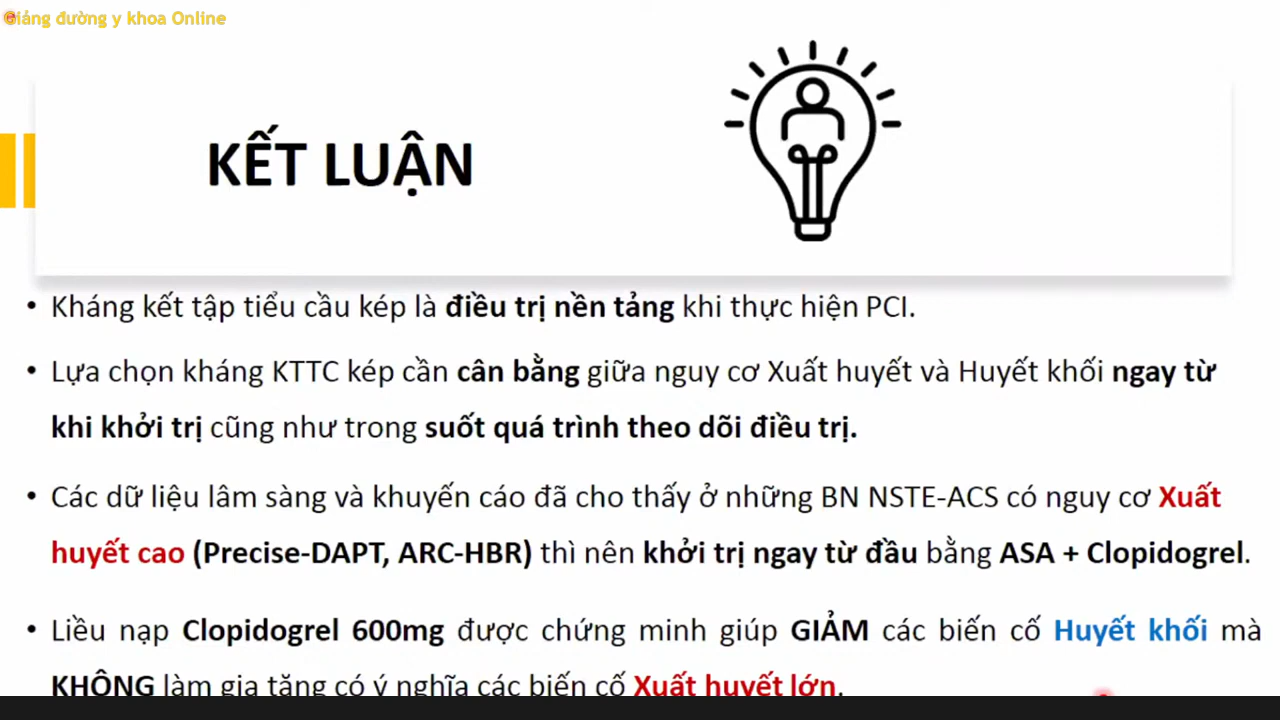 Giảng đường y khoa Online
KẾT LUẬN
• Kháng kết tập tiểu cầu kép là điều trị nền tảng khi thực hiện PCI.
• Lựa chọn kháng KTTC kép cần cân bằng giữa nguy cơ Xuất huyết và Huyết khối ngay từ
khi khởi trị cũng như trong suốt quá trình theo dõi điều trị.
• Các dữ liệu lâm sàng và khuyến cáo đã cho thấy ở những BN NSTE-ACS có nguy cơ Xuất
huyết cao (Precise-DAPT, ARC-HBR) thì nên khởi trị ngay từ đầu bằng ASA + Clopidogrel.
• Liều nạp Clopidogrel 600mg được chứng minh giúp GIẢM các biến cố Huyết khối mà
KHÔNG làm gia tăng có ý nghĩa các biến cố Xuất huyết lớn.